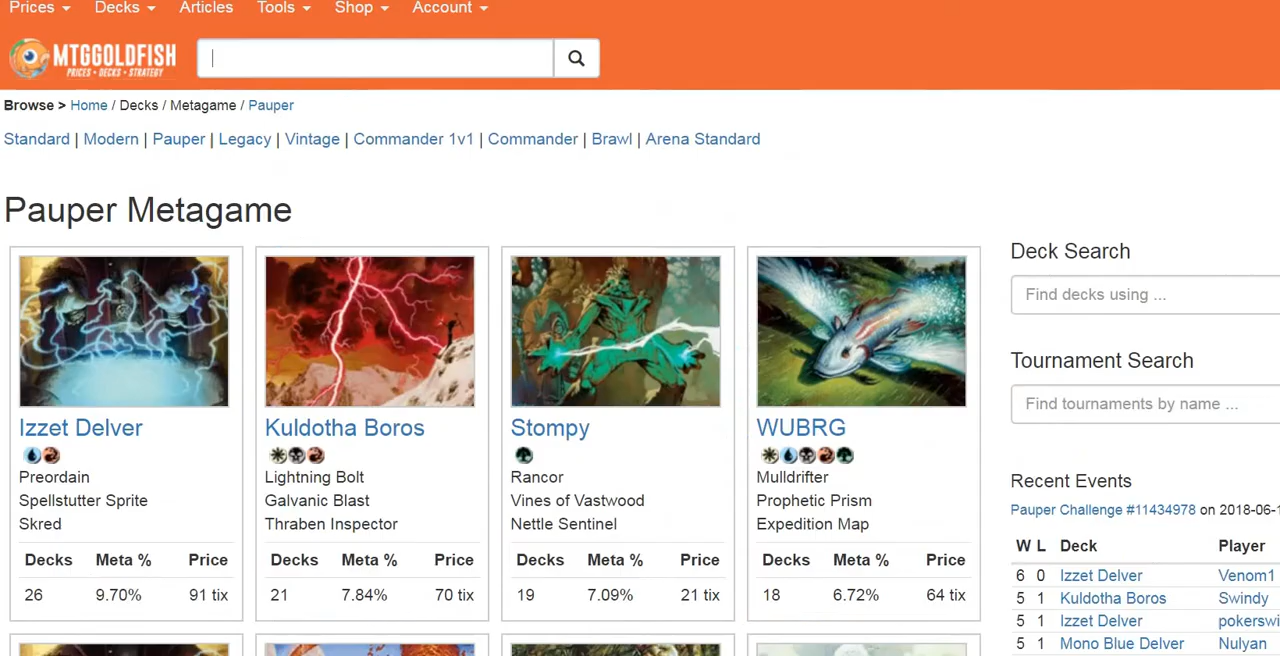 Prices Decks Articles Tools Shop Account
MTGGOLDFISH
PRICES • DECKS • STRATEGY
Browse > Home / Decks / Metagame / Pauper
Standard | Modern | Pauper | Legacy | Vintage | Commander 1v1 | Commander | Brawl | Arena Standard
Pauper Metagame
Izzet Delver
Preordain
Spellstutter Sprite
Skred
Decks Meta % Price
26 9.70% 91 tix
Kuldotha Boros
Lightning Bolt
Galvanic Blast
Thraben Inspector
Decks Meta % Price
21 7.84% 70 tix
Stompy
Rancor
Vines of Vastwood
Nettle Sentinel
Decks Meta % Price
19 7.09% 21 tix
WUBRG
Mulldrifter
Prophetic Prism
Expedition Map
Decks Meta % Price
18 6.72% 64 tix
Deck Search
Find decks using ...
Tournament Search
Find tournaments by name ...
Recent Events
Pauper Challenge #11434978 on 2018-06-1
W L Deck Player
6 0 Izzet Delver Venom1
5 1 Kuldotha Boros Swindy
5 1 Izzet Delver pokerswi
5 1 Mono Blue Delver Nulyan